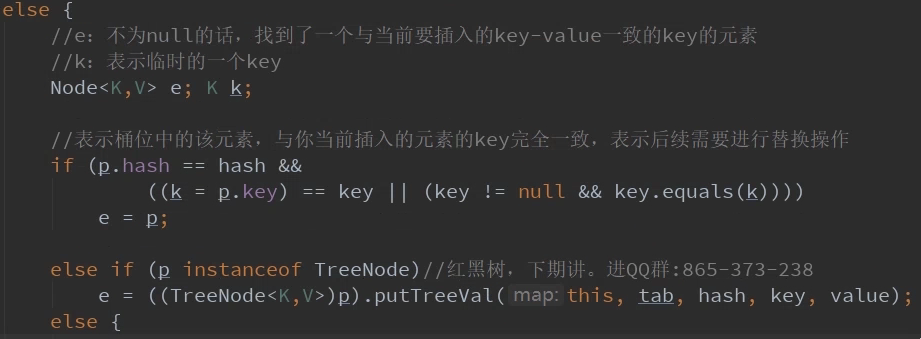 else {
//e：不为null的话，找到了一个与当前要插入的key-value一致的key的元素
//k：表示临时的一个key
Node<K,V> e; K k;
//表示桶位中的该元素，与你当前插入的元素的key完全一致，表示后续需要进行替换操作
if (p.hash == hash &&
((k = p.key) == key || (key != null && key.equals(k))))
e = p;
else if (p instanceof TreeNode)//红黑树，下期讲。进QQ群:865-373-238
e = ((TreeNode<K,V>)p).putTreeVal( map: this, tab, hash, key, value);
else {